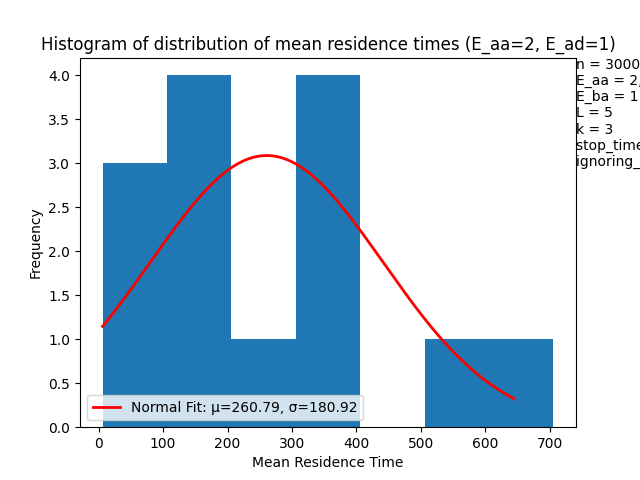 Histogram of distribution of mean residence times (E_aa=2, E_ad=1)
n = 3000
E_aa = 2,
E_ba = 1
L = 5
k = 3
stop_time
ignoring_
4.0
3.5
3.0
2.5
2.0
1.5
1.0
0.5
0.0
Frequency
Normal Fit: μ=260.79, σ=180.92
0 100 200 300 400 500 600 700
Mean Residence Time